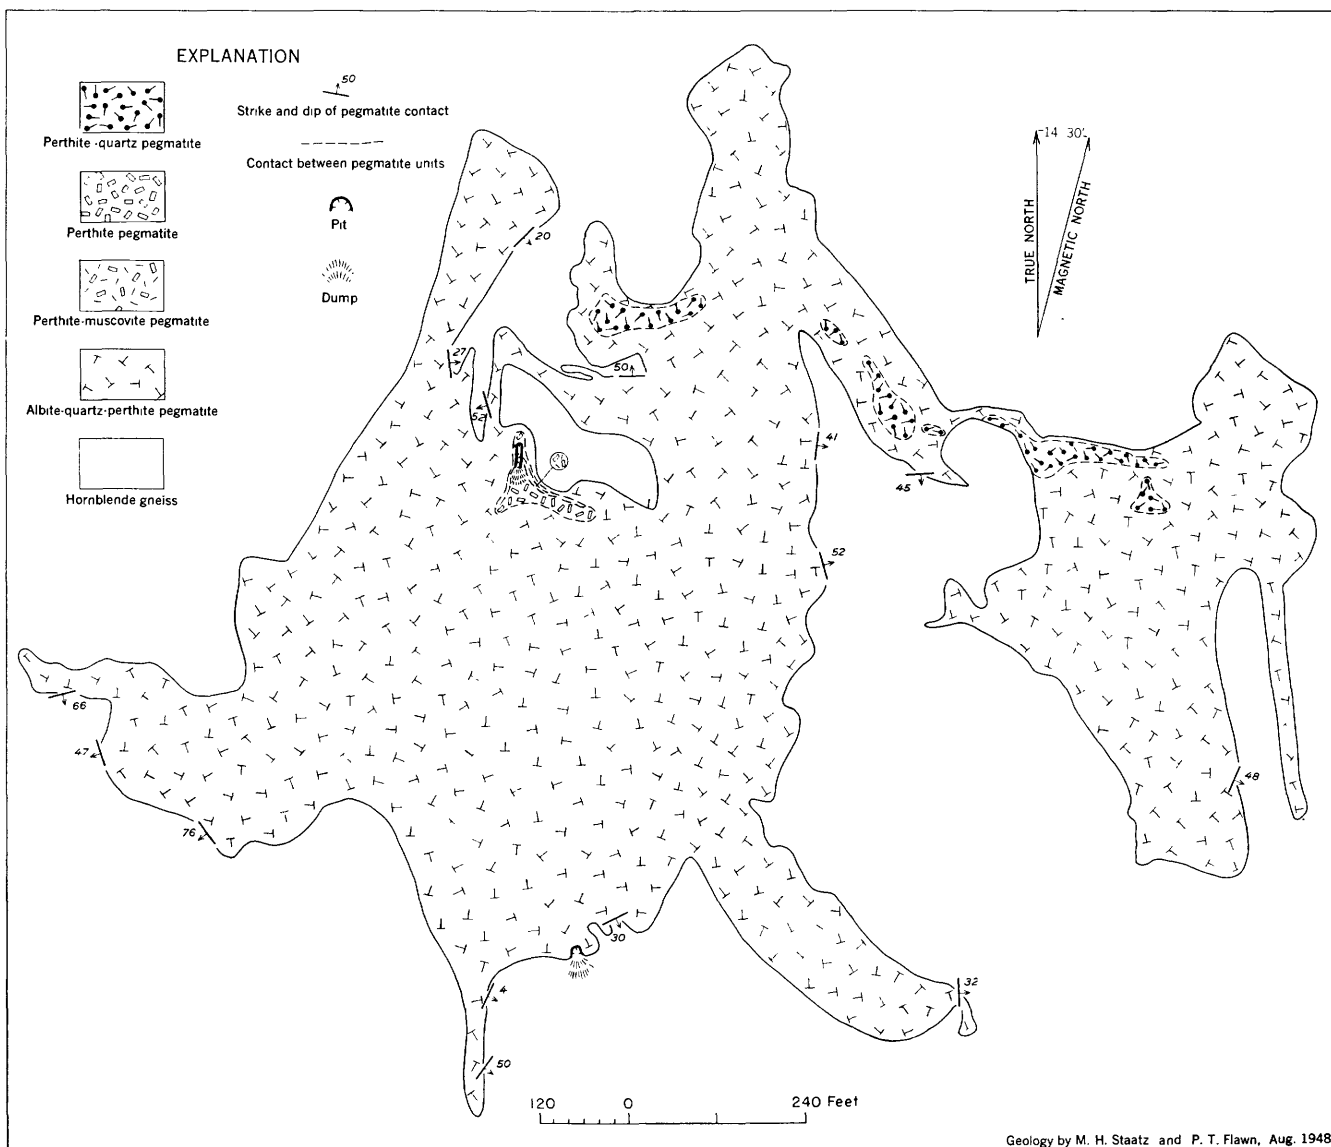 EXPLANATION
Perthite-quartz pegmatite
Perthite pegmatite
Perthite-muscovite pegmatite
Albite-quartz-perthite pegmatite
Hornblende gneiss
50
Strike and dip of pegmatite contact
Contact between pegmatite units
Pit
Dump
14 30'
TRUE NORTH
MAGNETIC NORTH
20
27
50
52
41
45
52
66
47
48
76
30
4
32
50
120 0 240 Feet
Geology by M. H. Staatz and P. T. Flawn, Aug. 1948